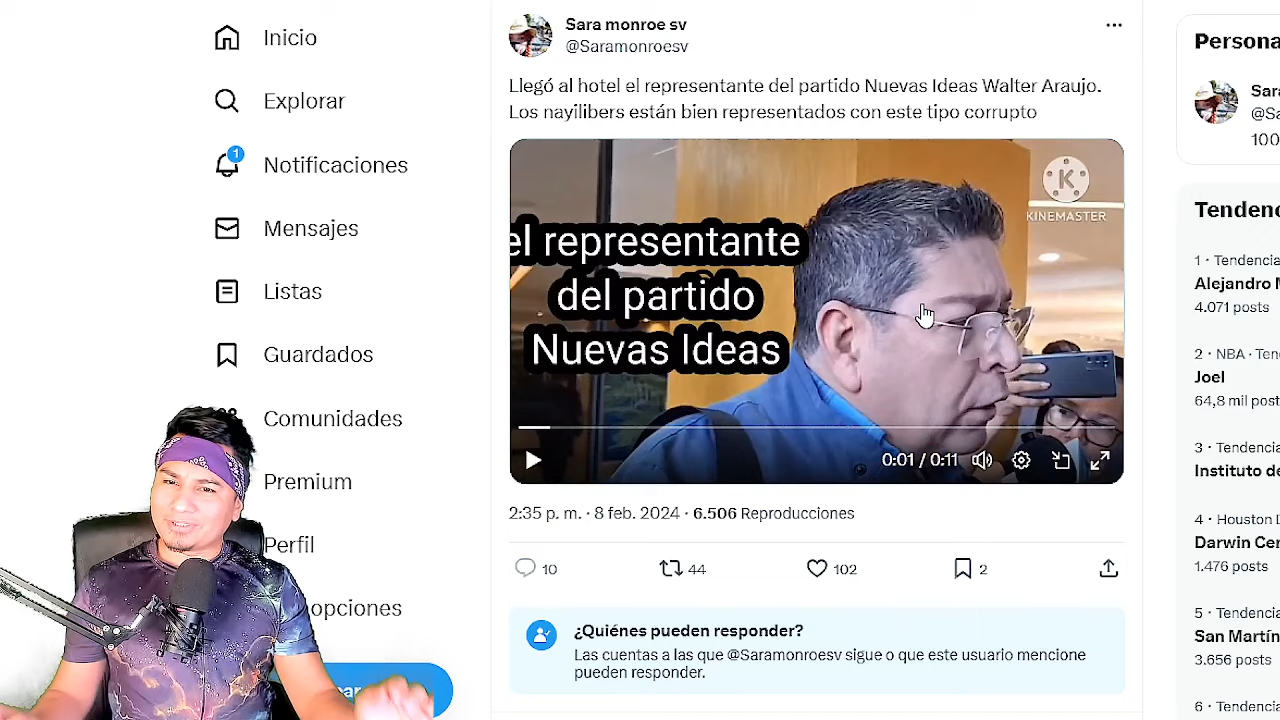 Inicio
Explorar
1
Notificaciones
Mensajes
Listas
Guardados
Comunidades
Premium
Perfil
opciones
Sara monroe sv
@Saramonroesv
Llegó al hotel el representante del partido Nuevas Ideas Walter Araujo.
Los nayilibers están bien representados con este tipo corrupto
K
KINEMASTER
el representante
del partido
Nuevas Ideas
0:01 / 0:11
2:35 p. m. · 8 feb. 2024 · 6.506 Reproducciones
10
44
102
2
¿Quiénes pueden responder?
Las cuentas a las que @Saramonroesv sigue o que este usuario mencione
pueden responder.
Persona
Sar
@Sa
100
Tendenc
1 · Tendencia
Alejandro M
4.071 posts
2 · NBA · Ten
Joel
64,8 mil post
3 · Tendencia
Instituto de
4 · Houston D
Darwin Cer
1.476 posts
5 · Tendencia
San Martín
3.656 posts
6 · Tendencia